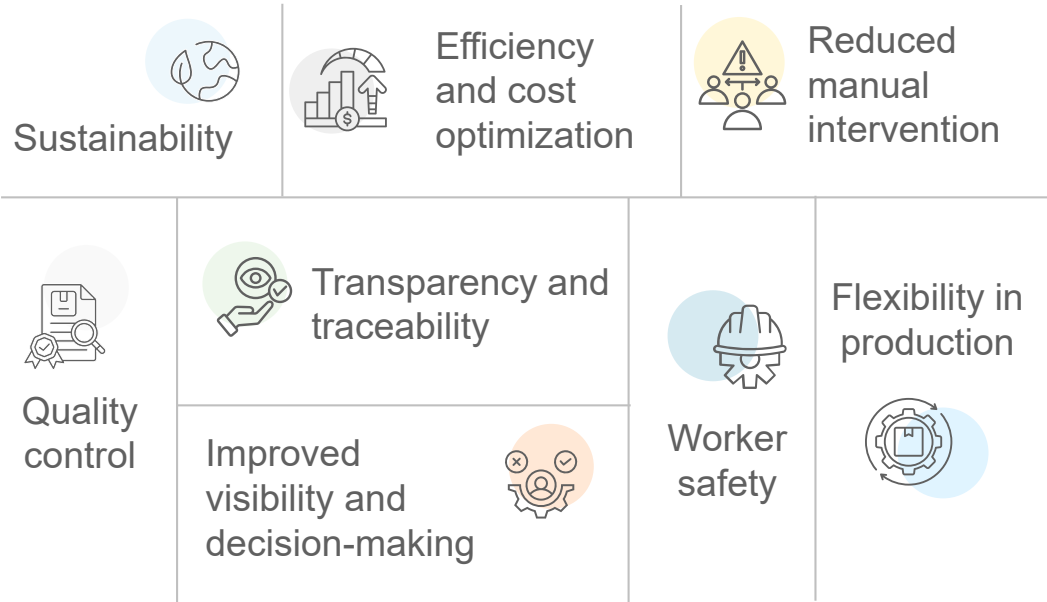 Sustainability
Efficiency
and cost
optimization
Reduced
manual
intervention
Quality
control
Transparency and
traceability
Improved
visibility and
decision-making
Worker
safety
Flexibility in
production
$